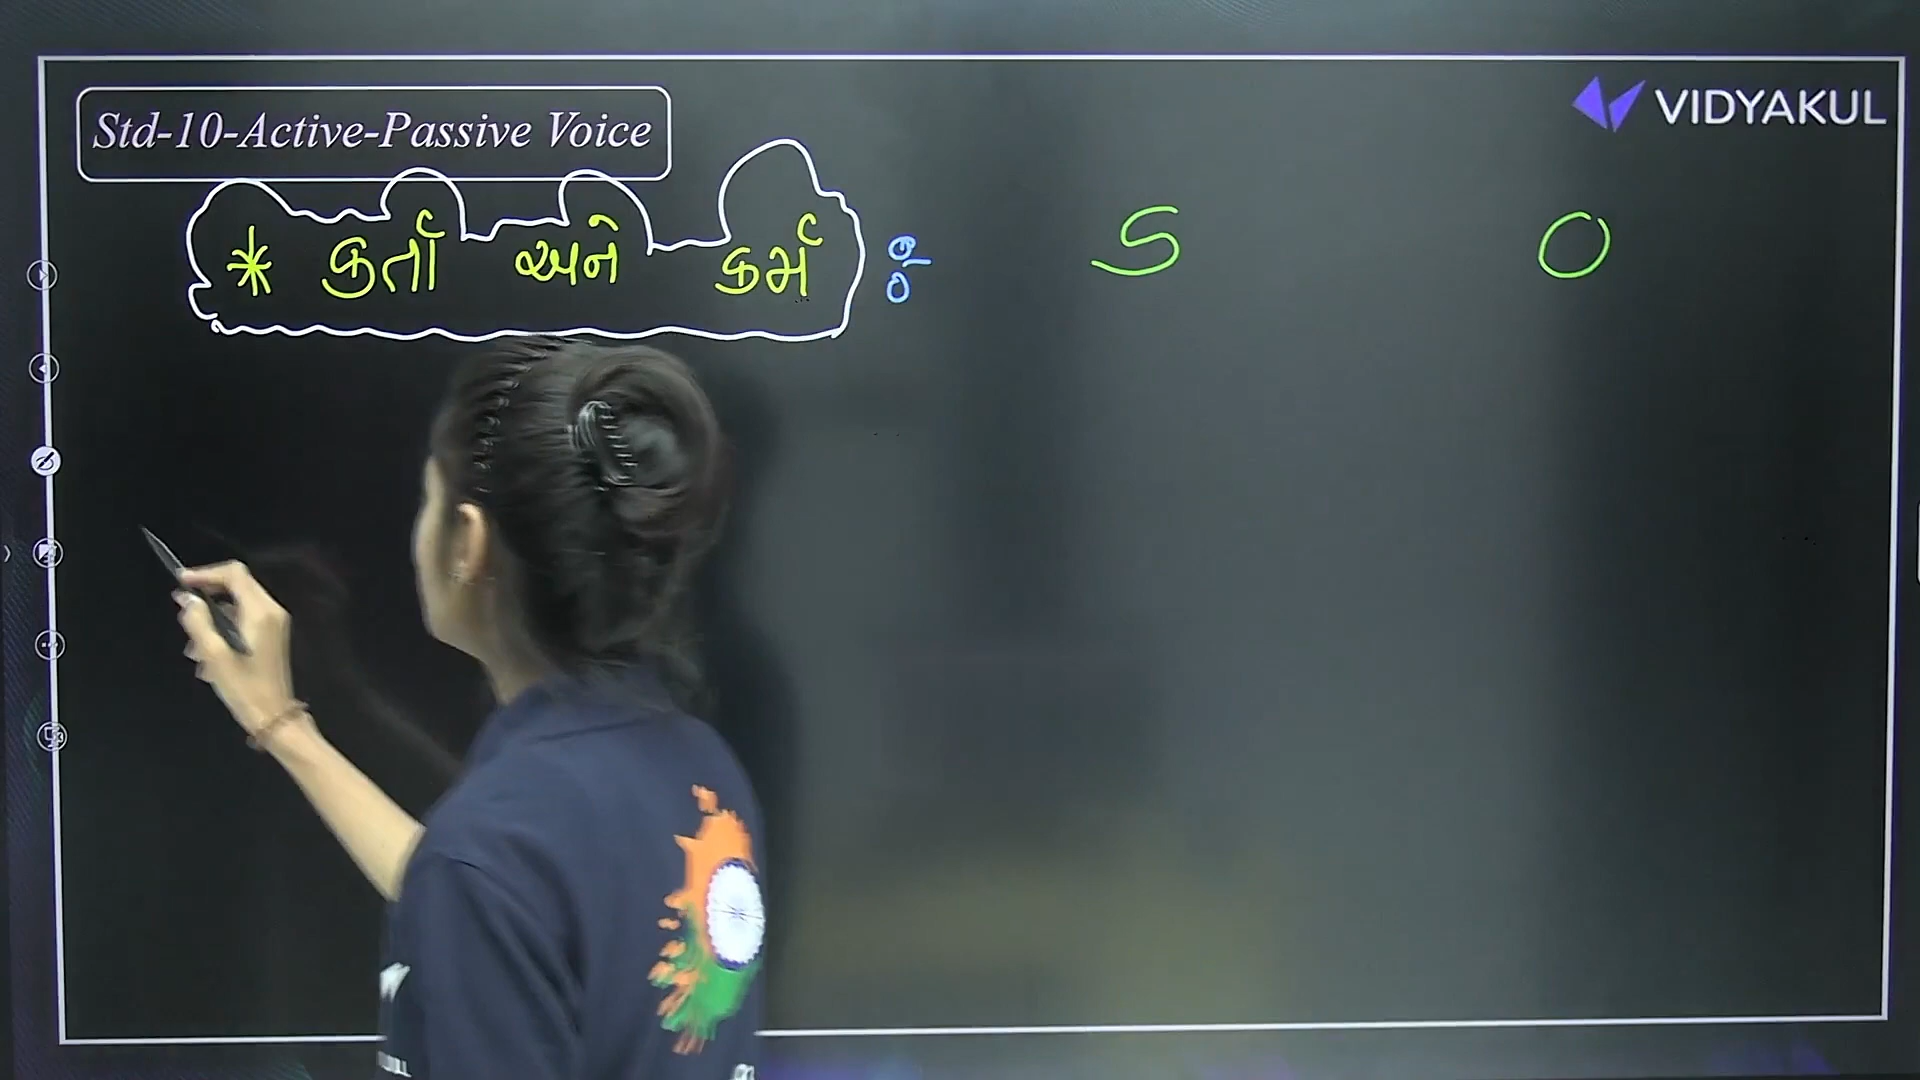 VIDYAKUL
Std-10-Active-Passive Voice
* કર્તા અને કર્મ : S O